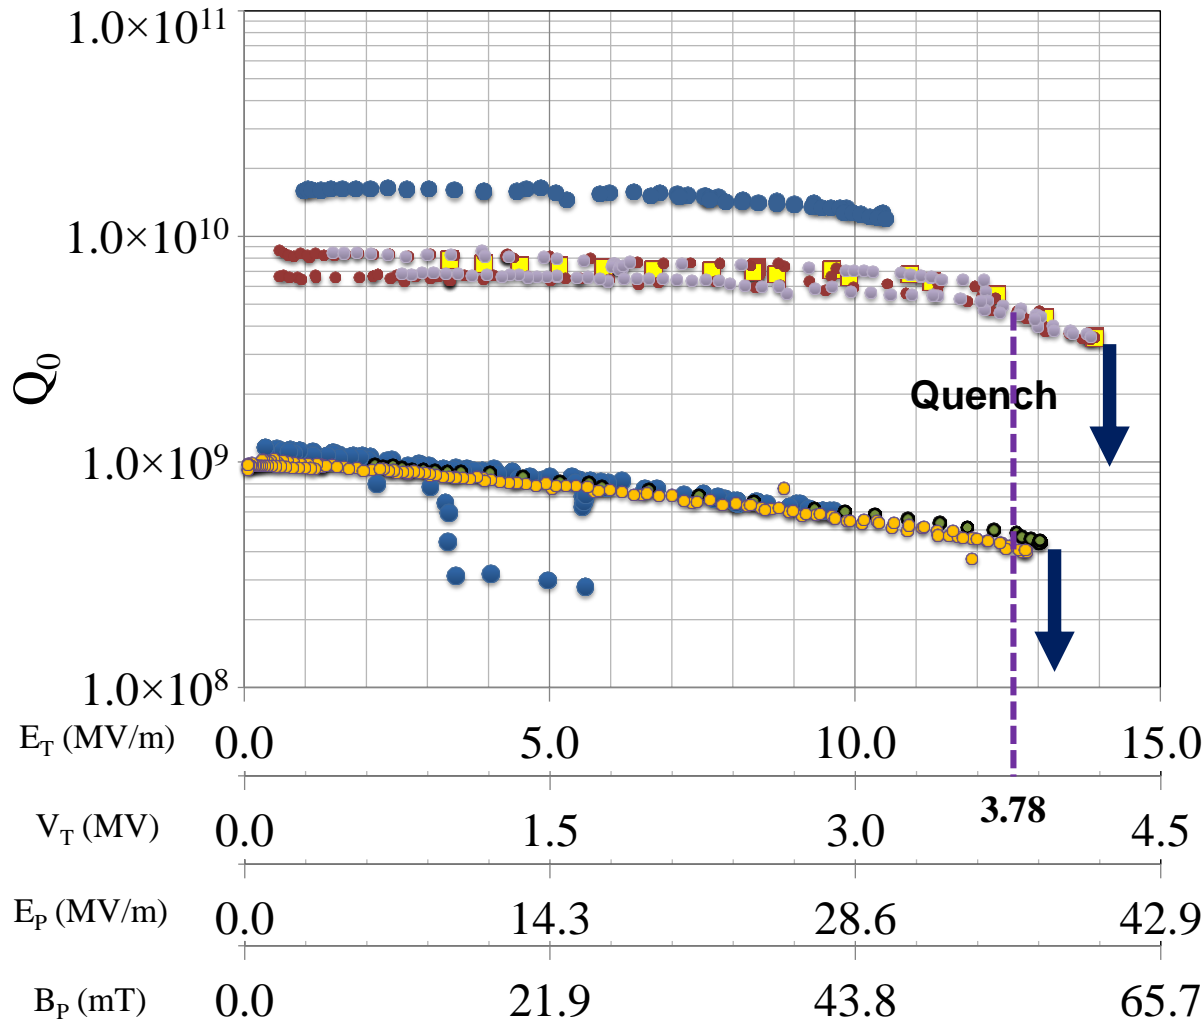 1.0×10¹¹
1.0×10¹⁰
Q₀
Quench
1.0×10⁹
1.0×10⁸
E_T (MV/m) 0.0 5.0 10.0 15.0
3.78
V_T (MV) 0.0 1.5 3.0 4.5
E_P (MV/m) 0.0 14.3 28.6 42.9
B_P (mT) 0.0 21.9 43.8 65.7